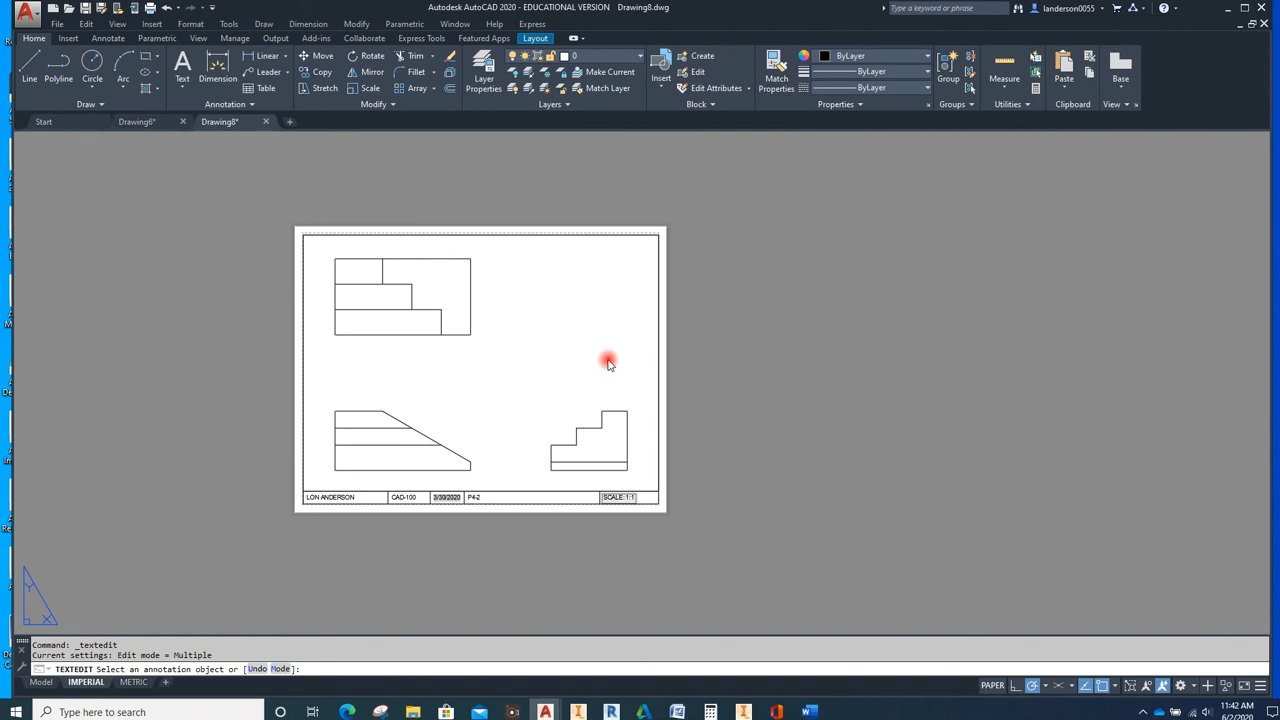 Autodesk AutoCAD 2020 - EDUCATIONAL VERSION Drawing8.dwg
Type a keyword or phrase
landerson0055
File Edit View Insert Format Tools Draw Dimension Modify Parametric Window Help Express
Home Insert Annotate Parametric View Manage Output Add-ins Collaborate Express Tools Featured Apps Layout
Line Polyline Circle Arc
Draw
Text Dimension
Linear
Leader
Table
Annotation
Move Rotate Trim
Copy Mirror Fillet
Stretch Scale Array
Modify
Layer Properties
0
Make Current
Match Layer
Layers
Insert
Create
Edit
Edit Attributes
Block
Match Properties
ByLayer
ByLayer
ByLayer
Properties
Group
Groups
Measure
Utilities
Paste
Clipboard
Base
View
Start Drawing6* Drawing8*
LON ANDERSON CAD-100 3/30/2020 P4-2 SCALE: 1:1
Y
X
Command: _textedit
Current settings: Edit mode = Multiple
TEXTEDIT Select an annotation object or [Undo Mode]:
Model IMPERIAL METRIC
PAPER
Type here to search
11:42 AM
6/2/2020